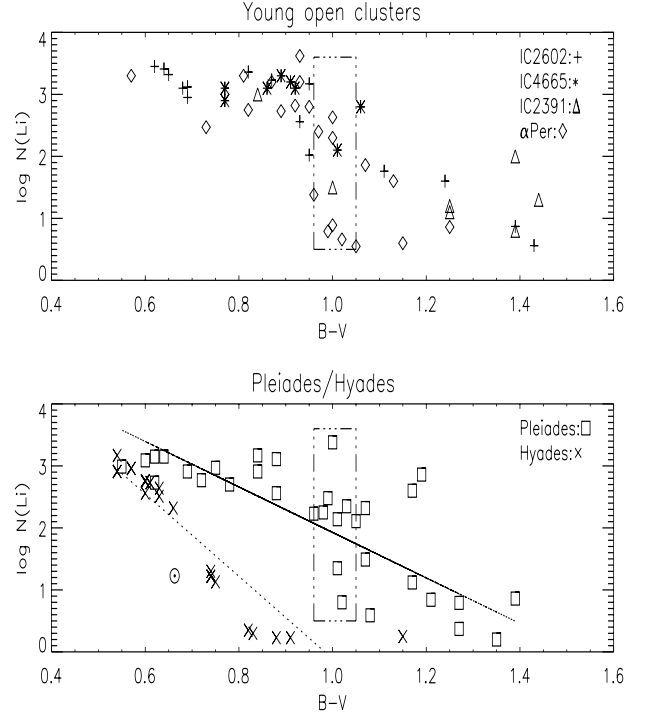 Young open clusters
4
3
2
1
0
log N(Li)
IC2602:+
IC4665:*
IC2391:Δ
αPer:◇
0.4 0.6 0.8 1.0 1.2 1.4 1.6
B-V
Pleiades/Hyades
4
3
2
1
0
log N(Li)
Pleiades:□
Hyades:×
0.4 0.6 0.8 1.0 1.2 1.4 1.6
B-V